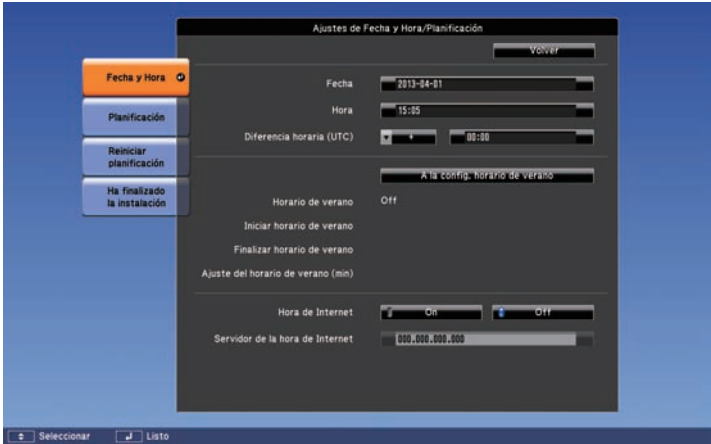 Ajustes de Fecha y Hora/Planificación
Volver
Fecha y Hora
Planificación
Reiniciar
planificación
Ha finalizado
la instalación
Fecha 2013-04-01
Hora 15:05
Diferencia horaria (UTC) + 00:00
A la config. horario de verano
Horario de verano Off
Iniciar horario de verano
Finalizar horario de verano
Ajuste del horario de verano (min)
Hora de Internet On Off
Servidor de la hora de Internet 000.000.000.000
Seleccionar Listo